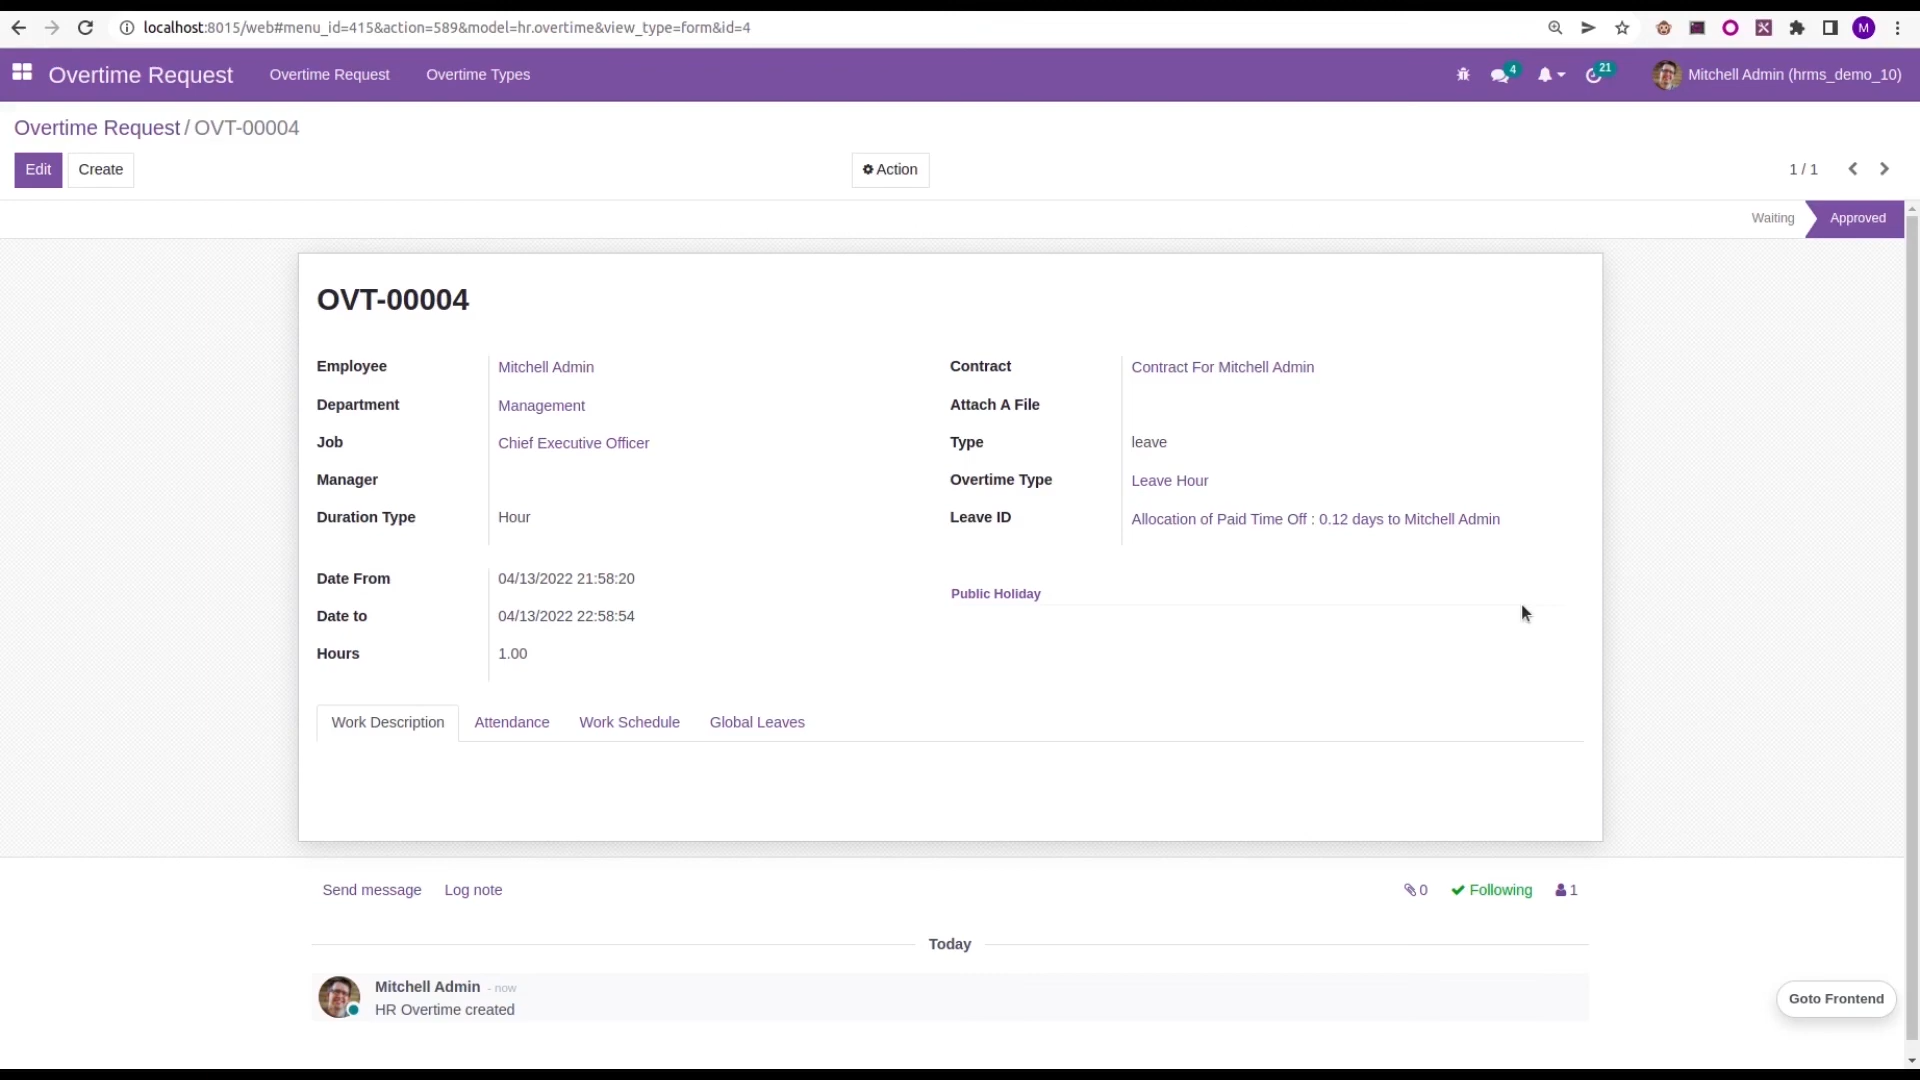 localhost:8015/web#menu_id=415&action=589&model=hr.overtime&view_type=form&id=4
M
Overtime Request
Overtime Request
Overtime Types
4
21
Mitchell Admin (hrms_demo_10)
Overtime Request / OVT-00004
Edit
Create
Action
1 / 1
Waiting
Approved
OVT-00004
Employee
Mitchell Admin
Department
Management
Job
Chief Executive Officer
Manager
Duration Type
Hour
Contract
Contract For Mitchell Admin
Attach A File
Type
leave
Overtime Type
Leave Hour
Leave ID
Allocation of Paid Time Off : 0.12 days to Mitchell Admin
Date From
04/13/2022 21:58:20
Date to
04/13/2022 22:58:54
Hours
1.00
Public Holiday
Work Description
Attendance
Work Schedule
Global Leaves
Send message
Log note
0
Following
1
Today
Mitchell Admin - now
HR Overtime created
Goto Frontend